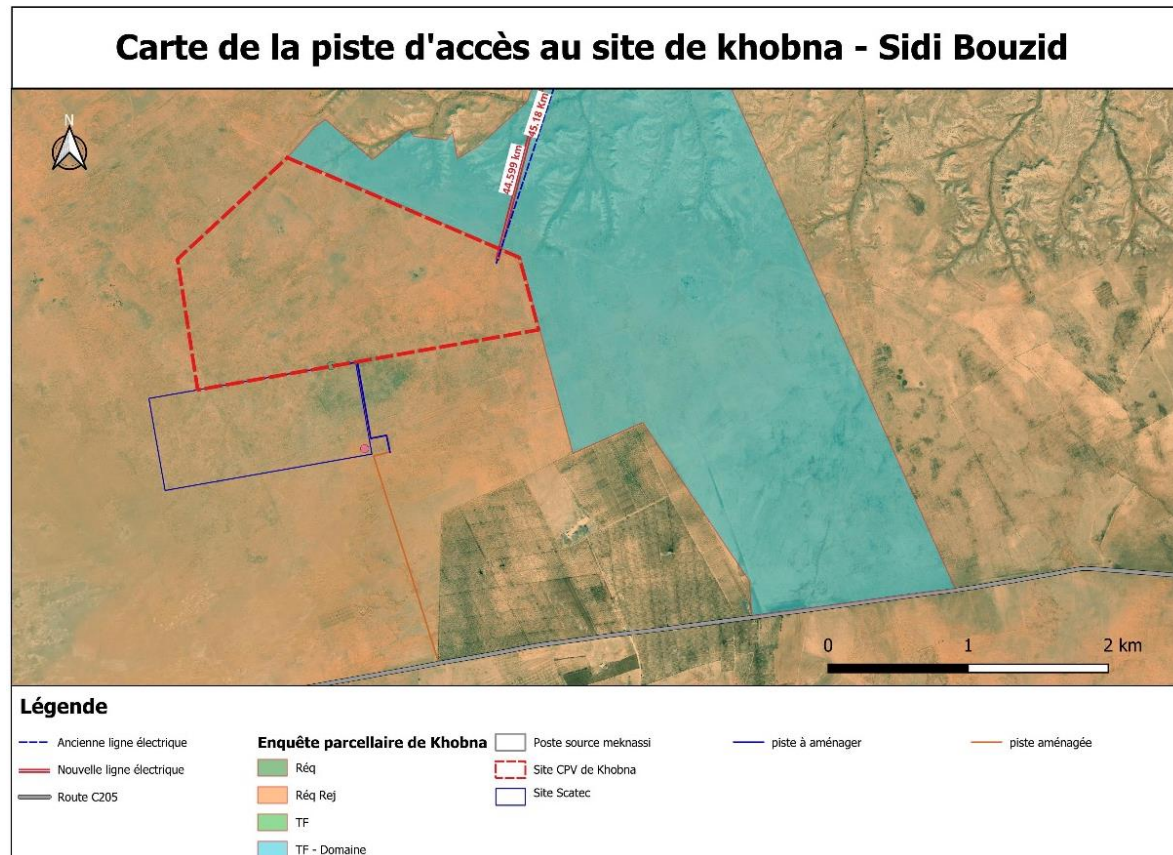 Carte de la piste d'accès au site de khobna - Sidi Bouzid
N
45.18 Km
44.599 km
0 1 2 km
Légende
Ancienne ligne électrique
Nouvelle ligne électrique
Route C205
Enquête parcellaire de Khobna
Réq
Réq Rej
TF
TF - Domaine
Poste source meknassi
Site CPV de Khobna
Site Scatec
piste à aménager
piste aménagée